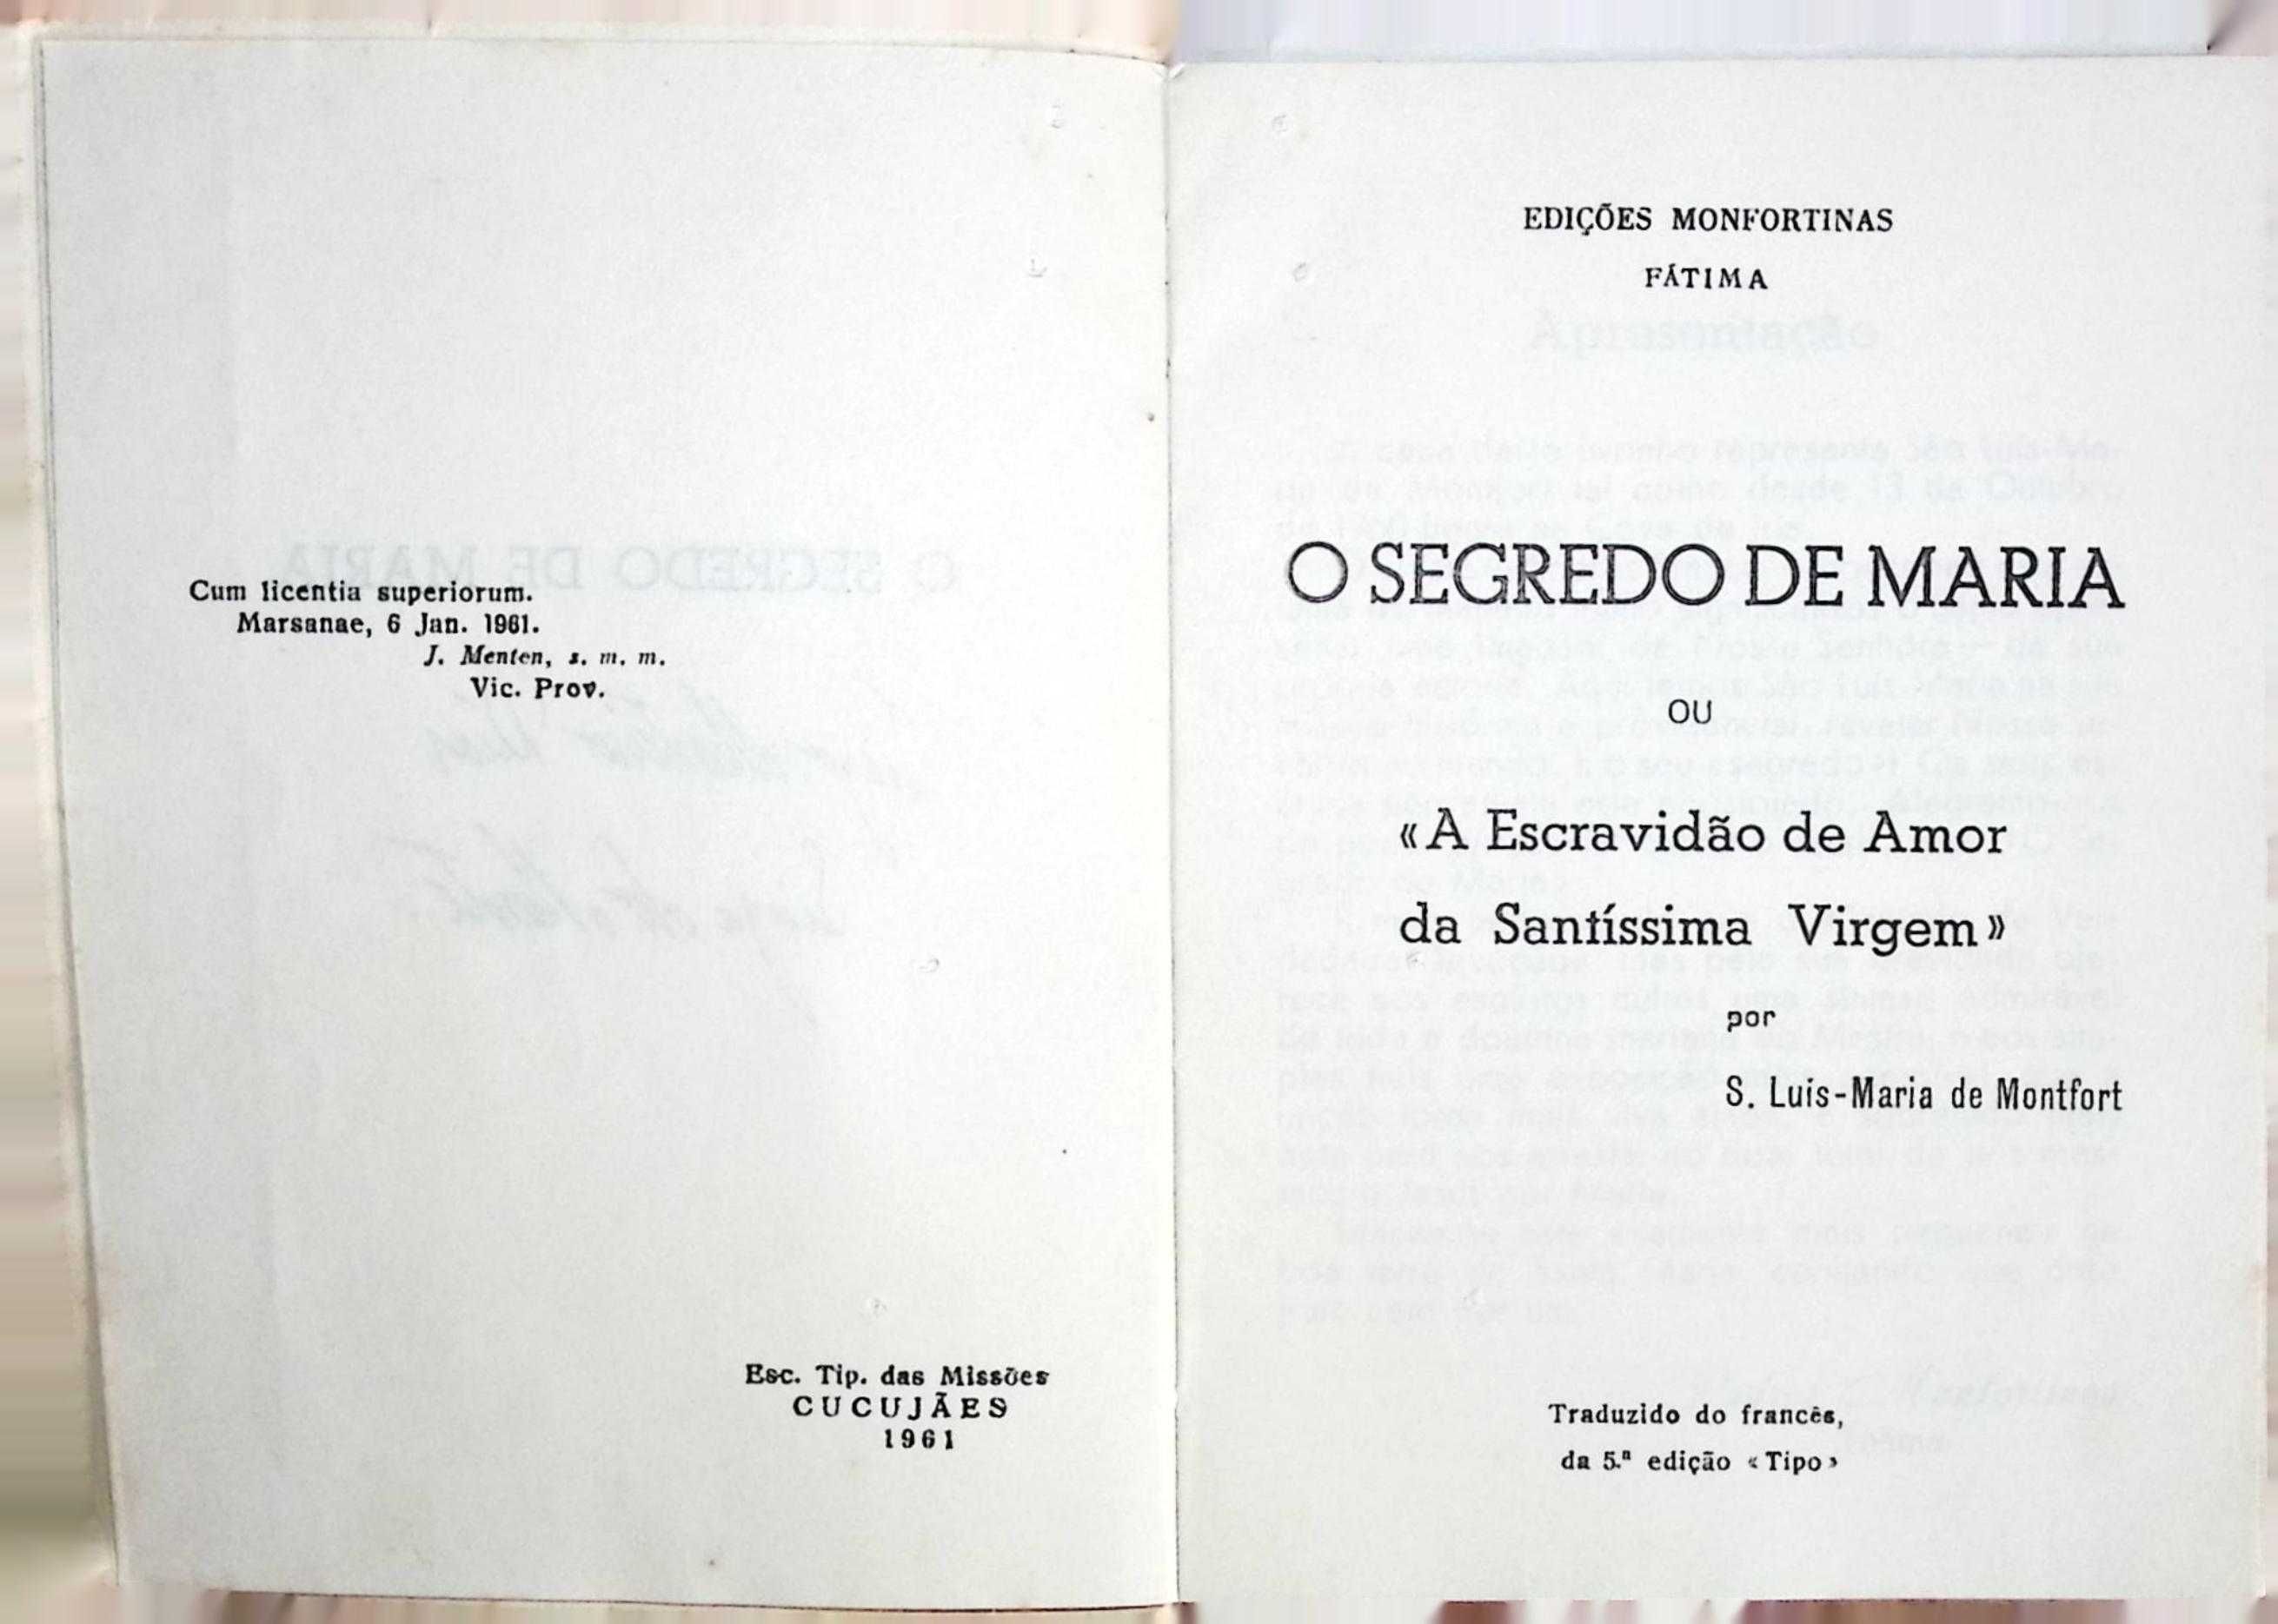 Cum licentia superiorum.
Marsanae, 6 Jan. 1961.
J. Menten, s. m. m.
Vic. Prov.
Esc. Tip. das Missões
CUCUJÃES
1961
EDIÇÕES MONFORTINAS
FÁTIMA
O SEGREDO DE MARIA
OU
«A Escravidão de Amor
da Santíssima Virgem»
por
S. Luís-Maria de Montfort
Traduzido do francês,
da 5.ª edição «Tipo»